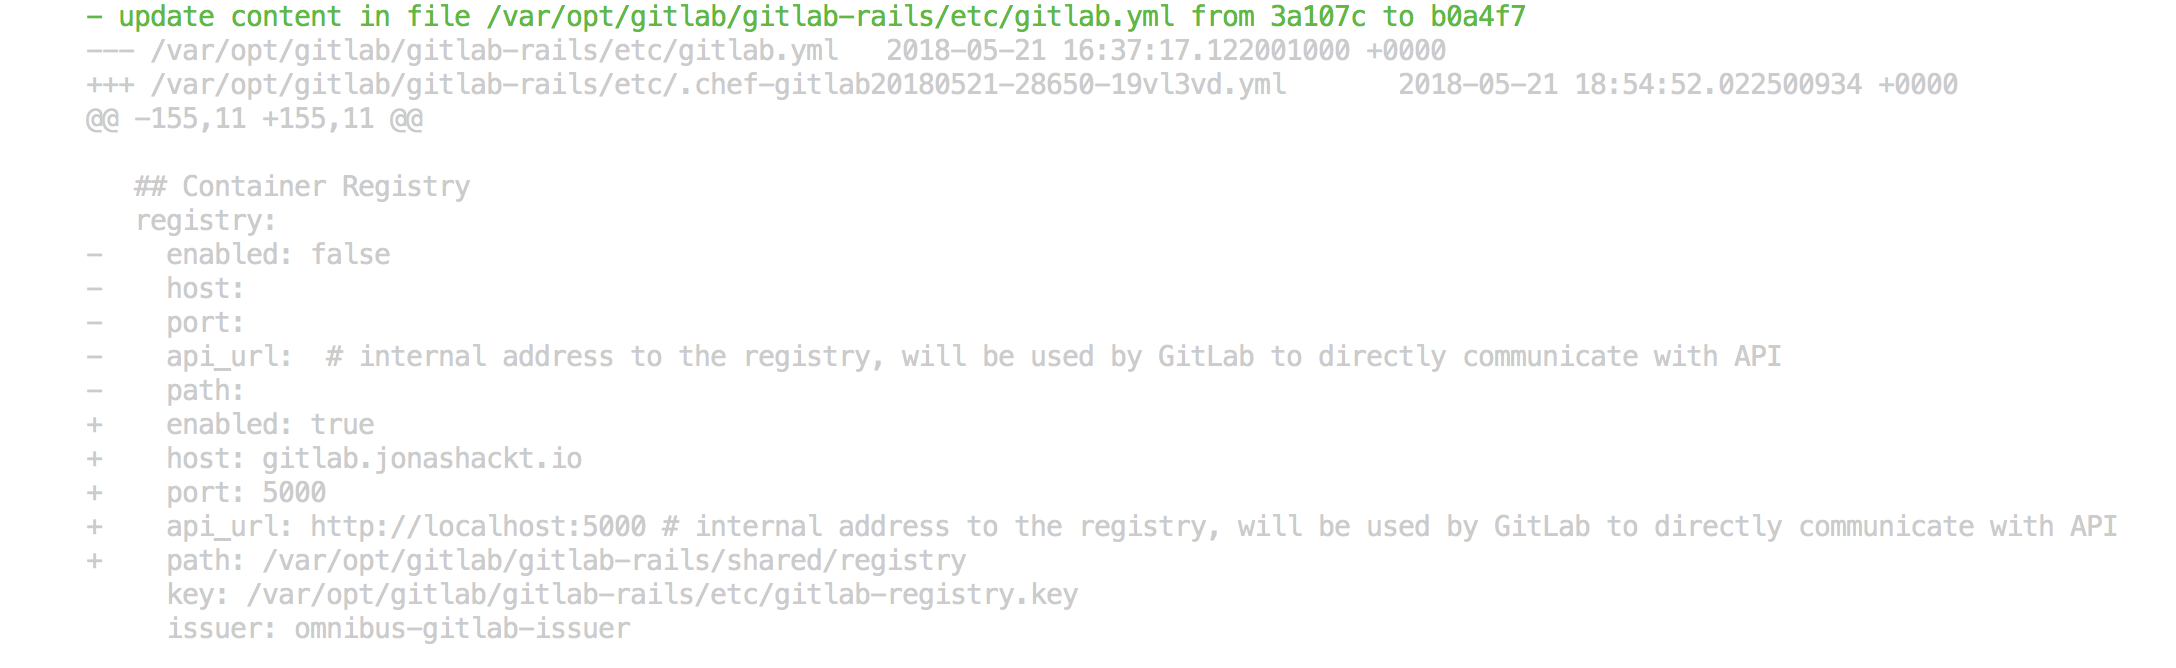 - update content in file /var/opt/gitlab/gitlab-rails/etc/gitlab.yml from 3a107c to b0a4f7
--- /var/opt/gitlab/gitlab-rails/etc/gitlab.yml   2018-05-21 16:37:17.122001000 +0000
+++ /var/opt/gitlab/gitlab-rails/etc/.chef-gitlab20180521-28650-19vl3vd.yml       2018-05-21 18:54:52.022500934 +0000
@@ -155,11 +155,11 @@
   ## Container Registry
   registry:
-    enabled: false
-    host:
-    port:
-    api_url:  # internal address to the registry, will be used by GitLab to directly communicate with API
-    path:
+    enabled: true
+    host: gitlab.jonashackt.io
+    port: 5000
+    api_url: http://localhost:5000 # internal address to the registry, will be used by GitLab to directly communicate with API
+    path: /var/opt/gitlab/gitlab-rails/shared/registry
     key: /var/opt/gitlab/gitlab-rails/etc/gitlab-registry.key
     issuer: omnibus-gitlab-issuer